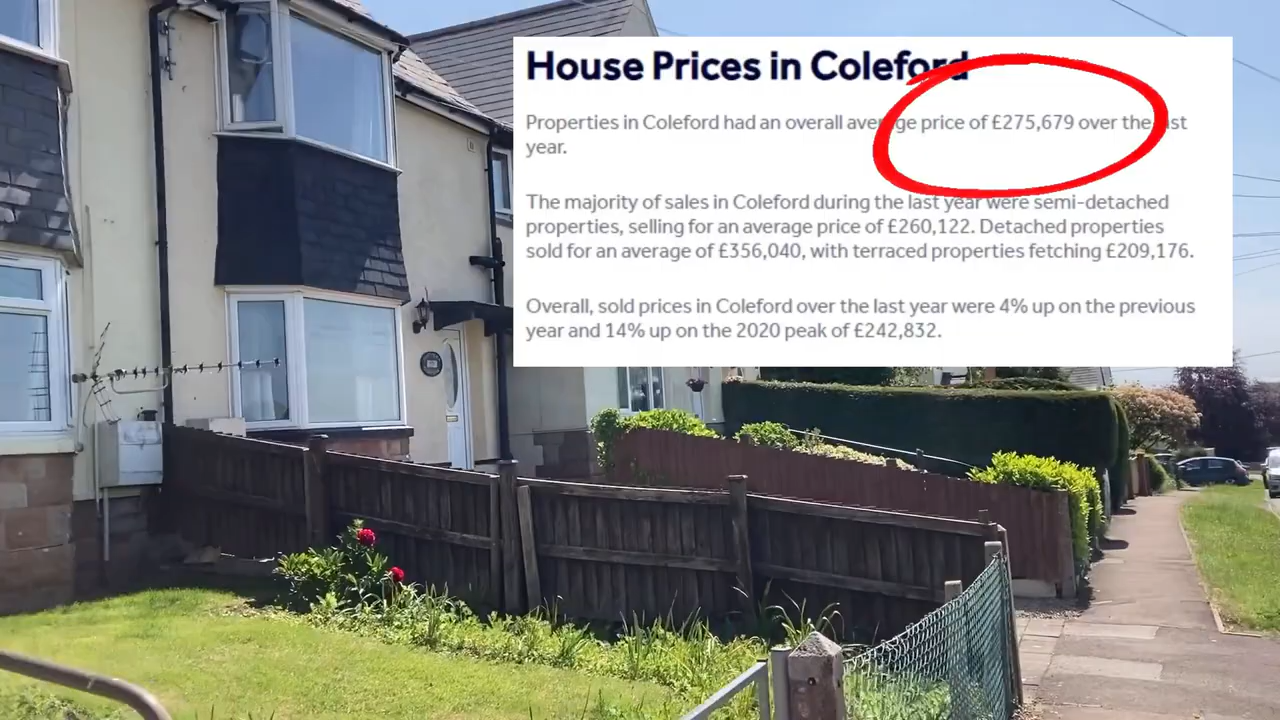 House Prices in Coleford
Properties in Coleford had an overall average price of £275,679 over the last
year.
The majority of sales in Coleford during the last year were semi-detached
properties, selling for an average price of £260,122. Detached properties
sold for an average of £356,040, with terraced properties fetching £209,176.
Overall, sold prices in Coleford over the last year were 4% up on the previous
year and 14% up on the 2020 peak of £242,832.